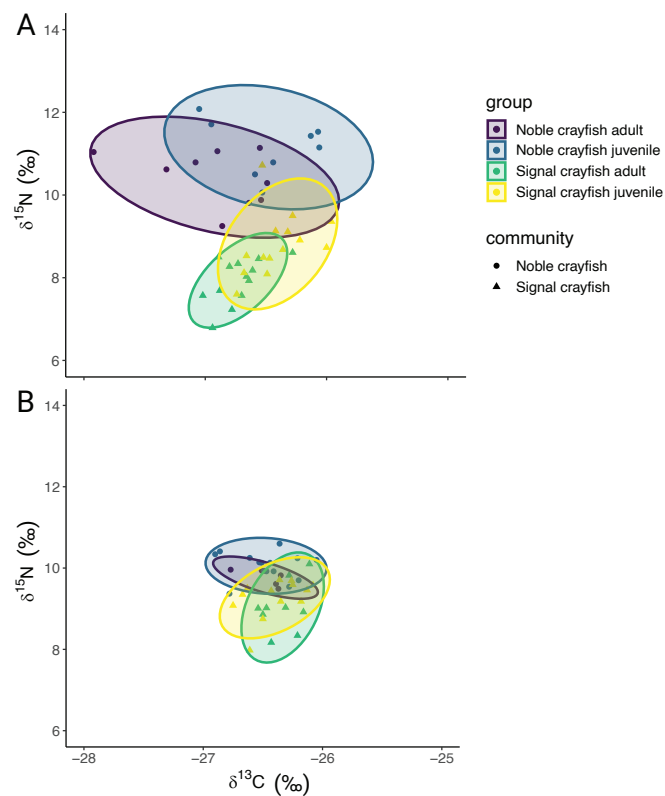 A
14
12
10
8
6
δ15N (‰)
group
Noble crayfish adult
Noble crayfish juvenile
Signal crayfish adult
Signal crayfish juvenile
community
Noble crayfish
Signal crayfish
B
14
12
10
8
6
δ15N (‰)
−28 −27 −26 −25
δ13C (‰)